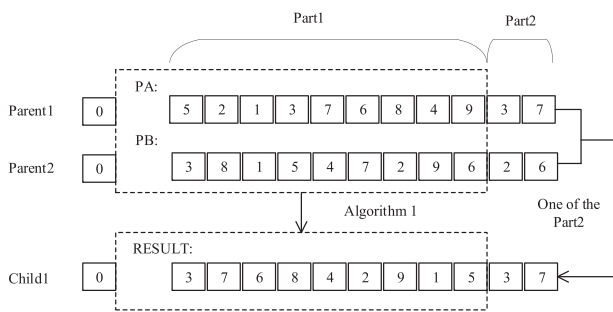 Part1 Part2
PA:
Parent1 0 5 2 1 3 7 6 8 4 9 3 7
PB:
Parent2 0 3 8 1 5 4 7 2 9 6 2 6
Algorithm 1
One of the
Part2
RESULT:
Child1 0 3 7 6 8 4 2 9 1 5 3 7